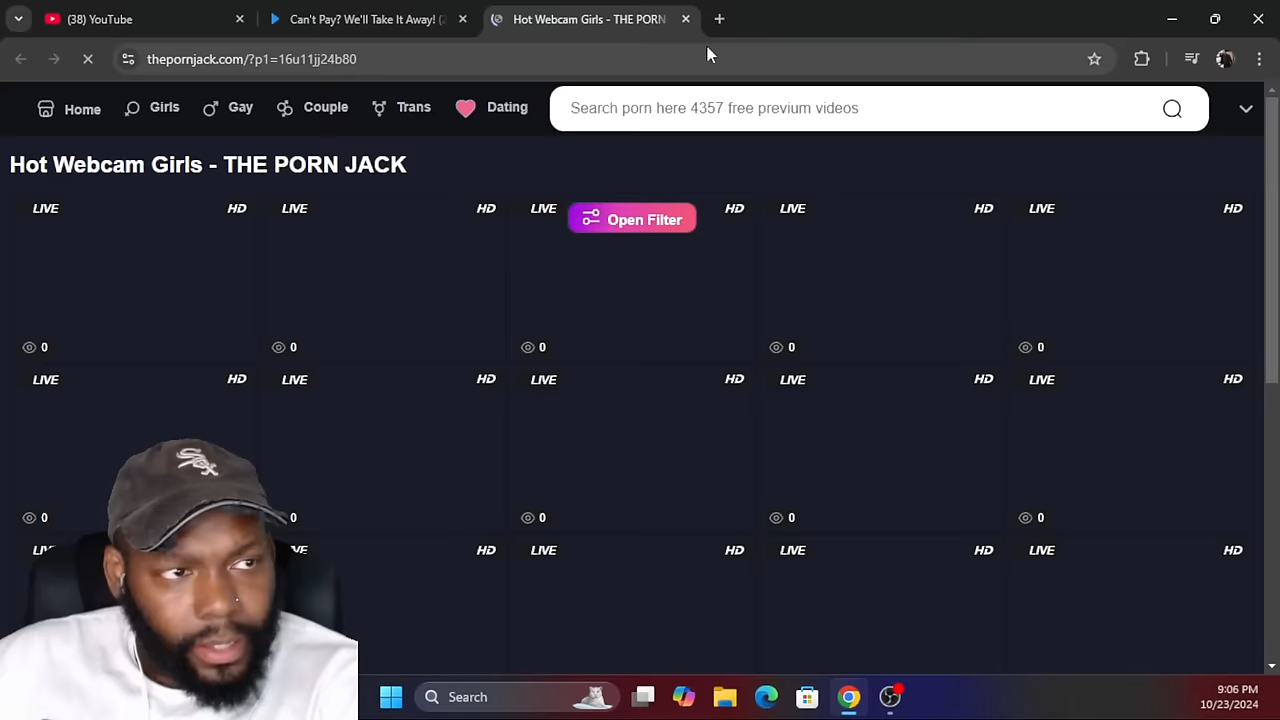 (38) YouTube
Can't Pay? We'll Take It Away! (
Hot Webcam Girls - THE PORN
thepornjack.com/?p1=16u11jj24b80
Home Girls Gay Couple Trans Dating Search porn here 4357 free previum videos
Hot Webcam Girls - THE PORN JACK
LIVE HD LIVE HD LIVE HD LIVE HD LIVE HD
Open Filter
0 0 0 0 0
LIVE HD LIVE HD LIVE HD LIVE HD LIVE HD
0 0 0 0 0
LIVE HD LIVE HD LIVE HD LIVE HD
Sox
Search
9:06 PM
10/23/2024